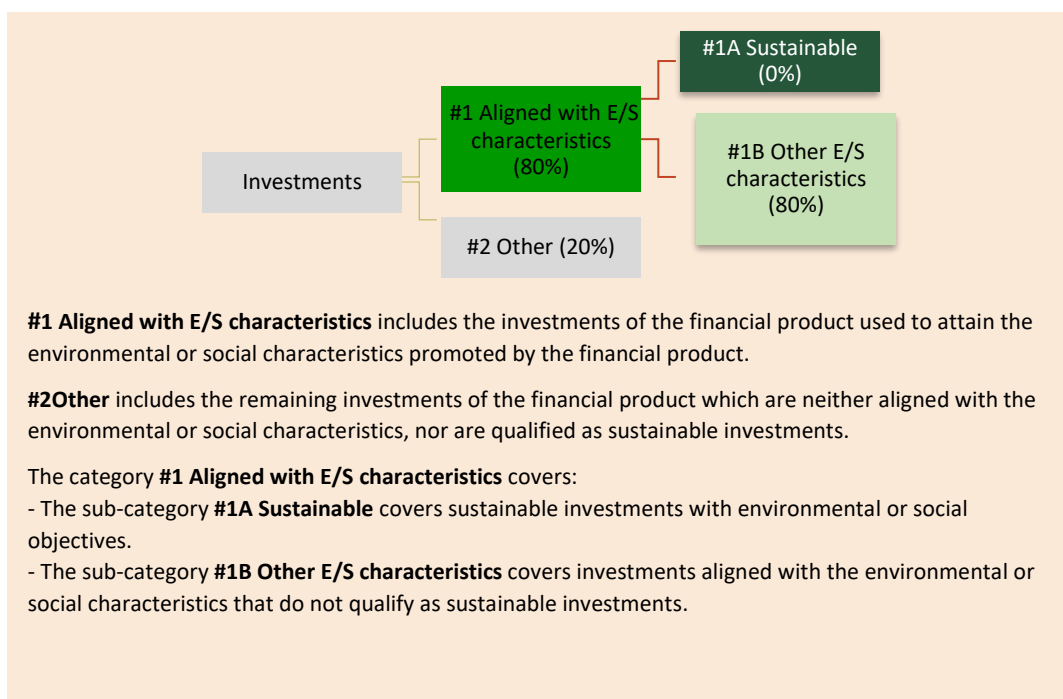 #1A Sustainable
(0%)
#1 Aligned with E/S
characteristics
(80%)
#1B Other E/S
characteristics
(80%)
Investments
#2 Other (20%)
#1 Aligned with E/S characteristics includes the investments of the financial product used to attain the
environmental or social characteristics promoted by the financial product.
#2Other includes the remaining investments of the financial product which are neither aligned with the
environmental or social characteristics, nor are qualified as sustainable investments.
The category #1 Aligned with E/S characteristics covers:
- The sub-category #1A Sustainable covers sustainable investments with environmental or social
objectives.
- The sub-category #1B Other E/S characteristics covers investments aligned with the environmental or
social characteristics that do not qualify as sustainable investments.